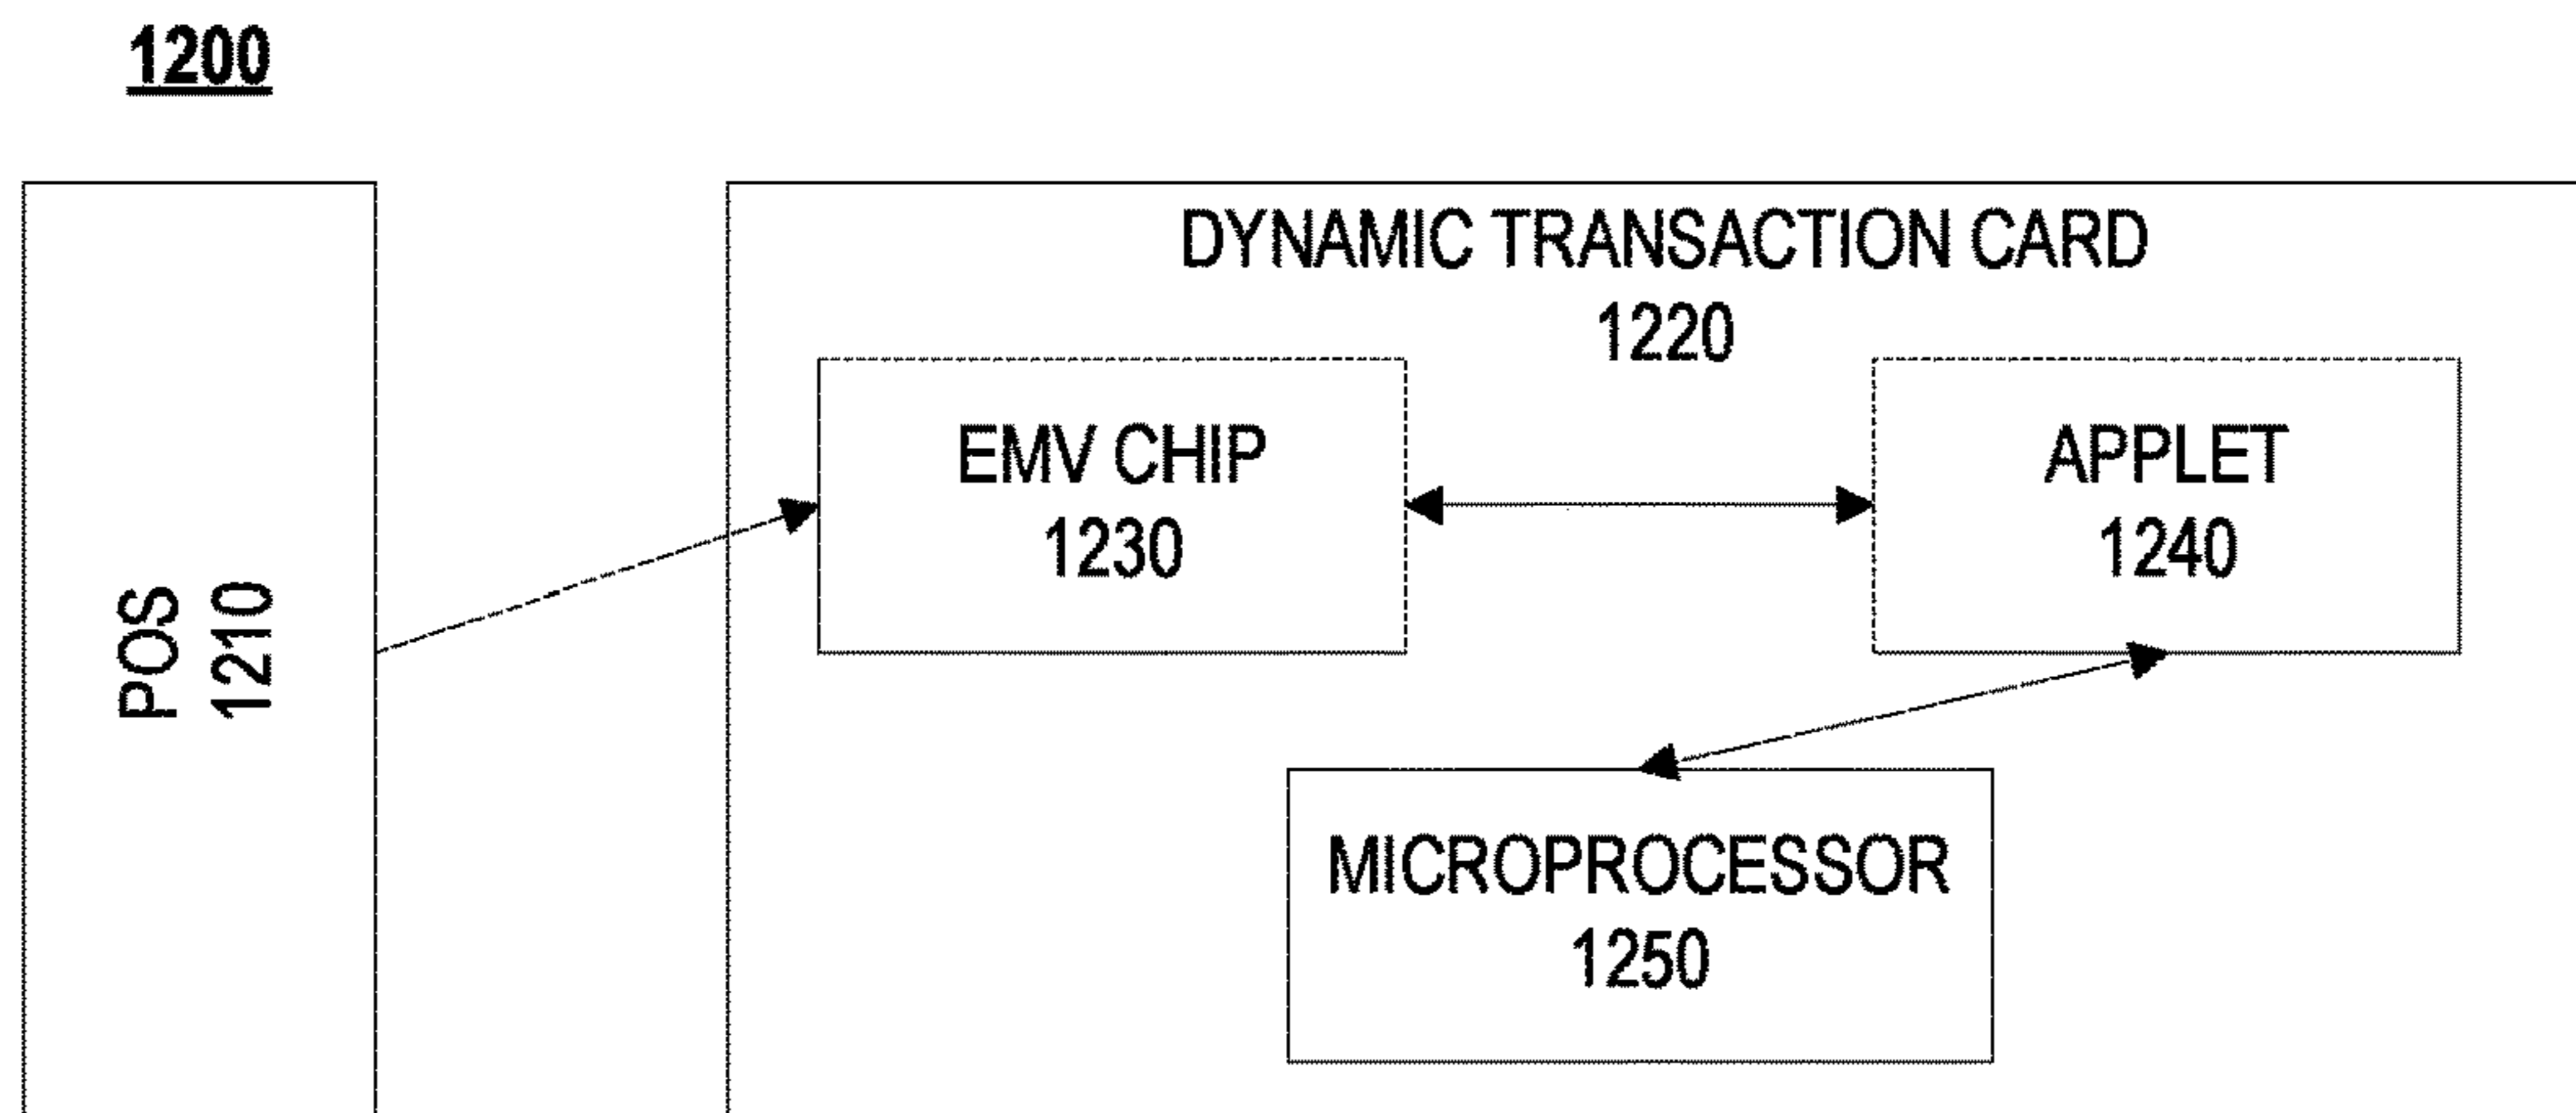 1200
POS
1210
DYNAMIC TRANSACTION CARD
1220
EMV CHIP
1230
APPLET
1240
MICROPROCESSOR
1250